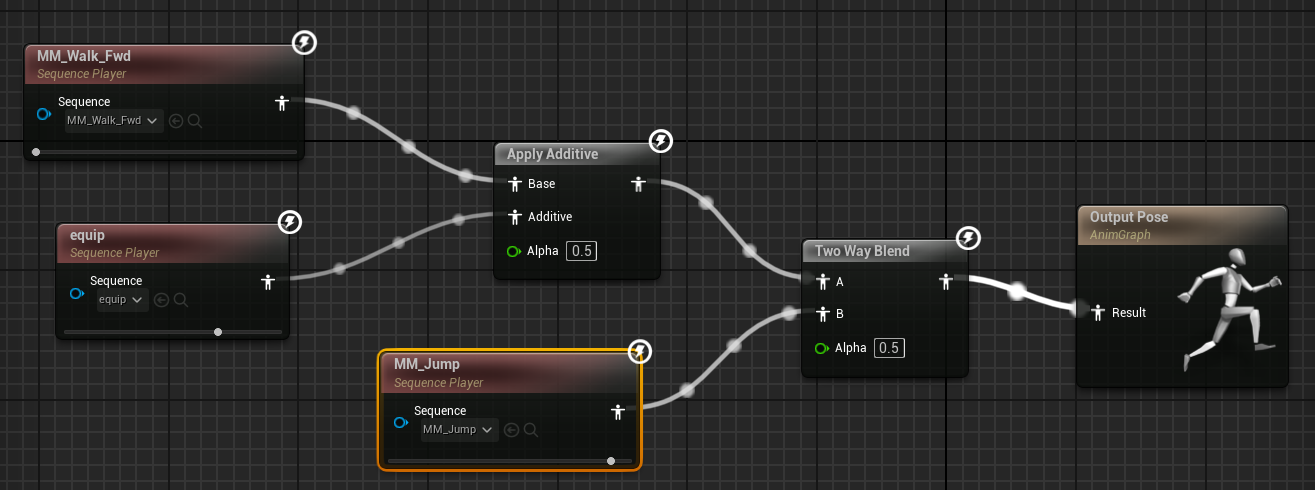 MM_Walk_Fwd
Sequence Player
Sequence
MM_Walk_Fwd
equip
Sequence Player
Sequence
equip
Apply Additive
Base
Additive
Alpha 0.5
MM_Jump
Sequence Player
Sequence
MM_Jump
Two Way Blend
A
B
Alpha 0.5
Output Pose
AnimGraph
Result